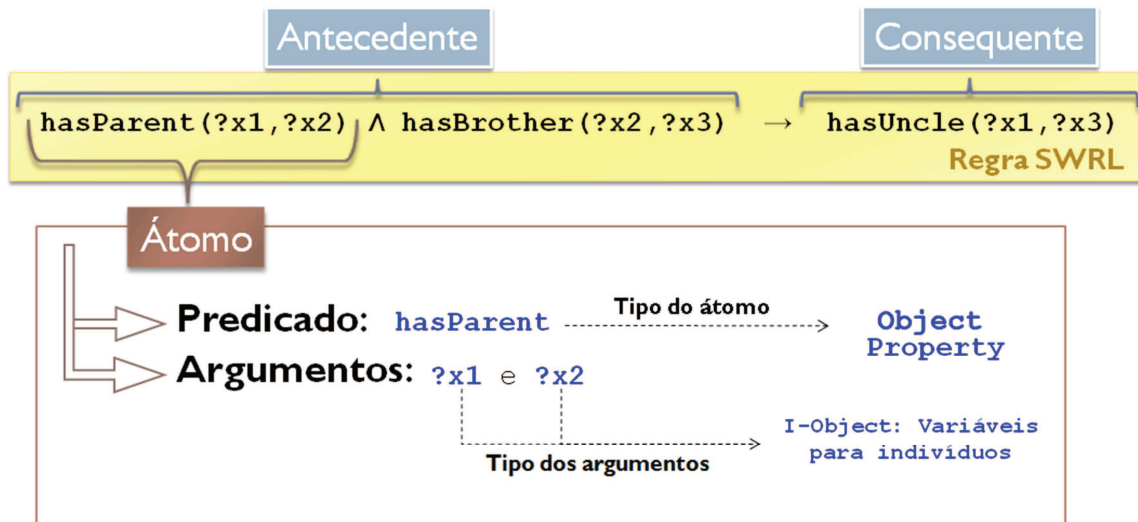 Antecedente
Consequente
hasParent(?x1,?x2) ∧ hasBrother(?x2,?x3) → hasUncle(?x1,?x3)
Regra SWRL
Átomo
Predicado: hasParent
Tipo do átomo
Object
Property
Argumentos: ?x1 e ?x2
Tipo dos argumentos
I-Object: Variáveis
para indivíduos